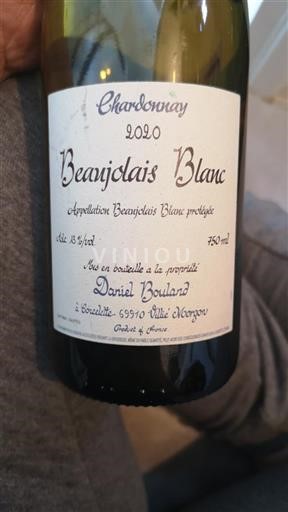 Chardonnay
2020
Beaujolais Blanc
Appellation Beaujolais Blanc protégée
Alc 13 %/vol. 750 ml
VINIOU
Mis en bouteille a la propriété
Daniel Bouland
à Corcelette - 69910 Villié Morgon
Product of France